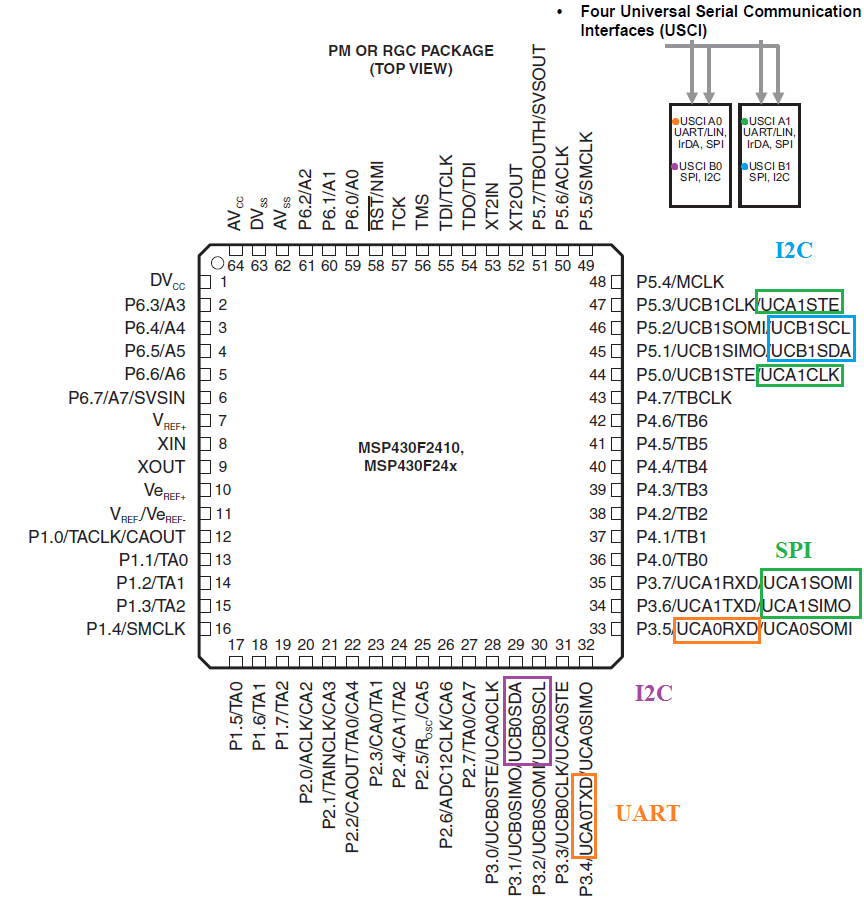 • Four Universal Serial Communication
Interfaces (USCI)
PM OR RGC PACKAGE
(TOP VIEW)
USCI A0
UART/LIN,
IrDA, SPI
USCI B0
SPI, I2C
USCI A1
UART/LIN,
IrDA, SPI
USCI B1
SPI, I2C
AVCC
DVSS
AVSS
P6.2/A2
P6.1/A1
P6.0/A0
RST/NMI
TCK
TMS
TDI/TCLK
TDO/TDI
XT2IN
XT2OUT
P5.7/TBOUTH/SVSOUT
P5.6/ACLK
P5.5/SMCLK
64 63 62 61 60 59 58 57 56 55 54 53 52 51 50 49
I2C
DVCC 1
P6.3/A3 2
P6.4/A4 3
P6.5/A5 4
P6.6/A6 5
P6.7/A7/SVSIN 6
VREF+ 7
XIN 8
XOUT 9
VeREF+ 10
VREF-/VeREF- 11
P1.0/TACLK/CAOUT 12
P1.1/TA0 13
P1.2/TA1 14
P1.3/TA2 15
P1.4/SMCLK 16
MSP430F2410,
MSP430F24x
48 P5.4/MCLK
47 P5.3/UCB1CLK/UCA1STE
46 P5.2/UCB1SOMI/UCB1SCL
45 P5.1/UCB1SIMO/UCB1SDA
44 P5.0/UCB1STE/UCA1CLK
43 P4.7/TBCLK
42 P4.6/TB6
41 P4.5/TB5
40 P4.4/TB4
39 P4.3/TB3
38 P4.2/TB2
37 P4.1/TB1
36 P4.0/TB0
SPI
35 P3.7/UCA1RXD/UCA1SOMI
34 P3.6/UCA1TXD/UCA1SIMO
33 P3.5/UCA0RXD/UCA0SOMI
17 18 19 20 21 22 23 24 25 26 27 28 29 30 31 32
P1.5/TA0
P1.6/TA1
P1.7/TA2
P2.0/ACLK/CA2
P2.1/TAINCLK/CA3
P2.2/CAOUT/TA0/CA4
P2.3/CA0/TA1
P2.4/CA1/TA2
P2.5/ROSC/CA5
P2.6/ADC12CLK/CA6
P2.7/TA0/CA7
P3.0/UCB0STE/UCA0CLK
P3.1/UCB0SIMO/UCB0SDA
P3.2/UCB0SOMI/UCB0SCL
P3.3/UCB0CLK/UCA0STE
P3.4/UCA0TXD/UCA0SIMO
I2C
UART